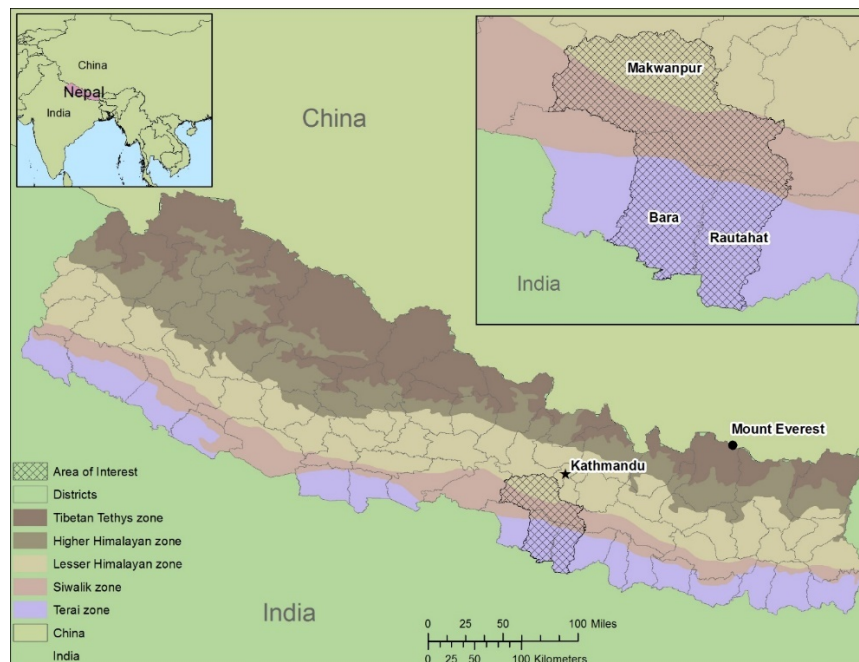 China
Nepal
India
China
Makwanpur
Bara
Rautahat
India
Mount Everest
Kathmandu
Area of Interest
Districts
Tibetan Tethys zone
Higher Himalayan zone
Lesser Himalayan zone
Siwalik zone
Terai zone
China
India
India
0 25 50 100 Miles
0 25 50 100 Kilometers